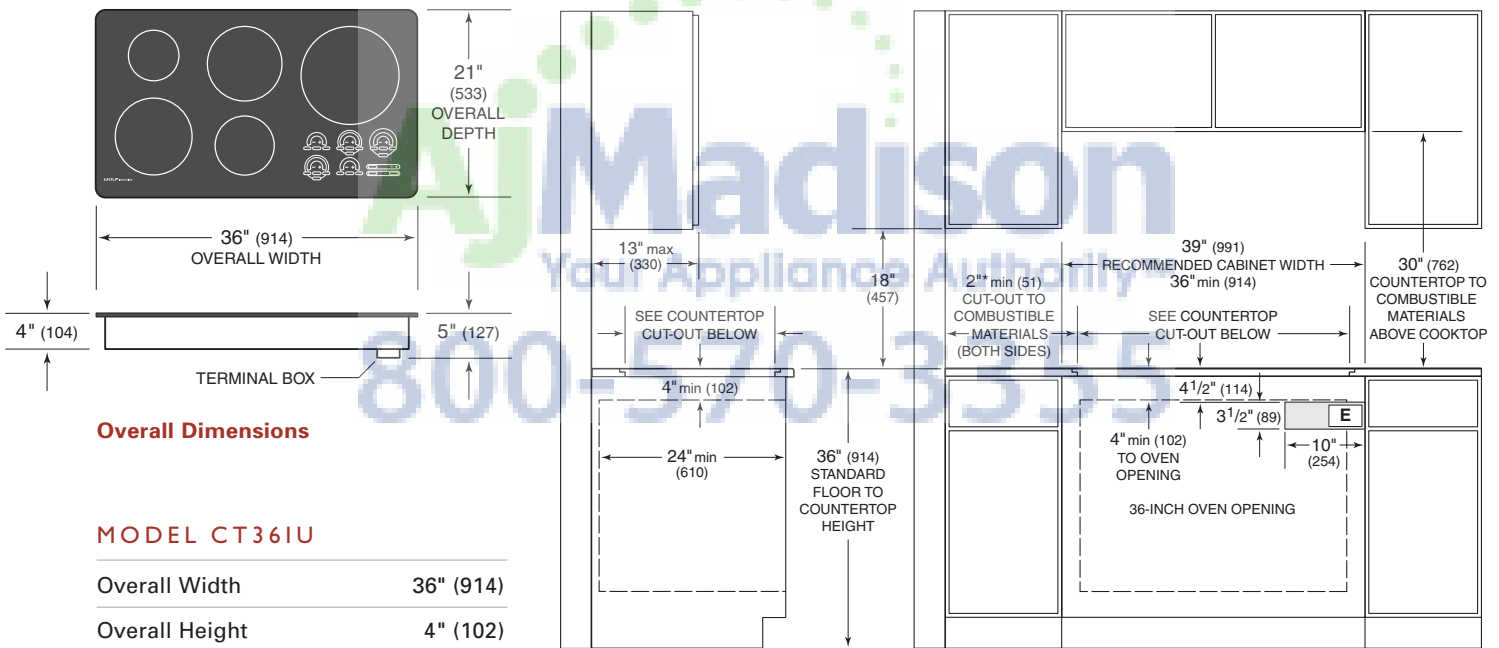 21"
(533)
OVERALL
DEPTH
36" (914)
OVERALL WIDTH
4" (104)
5" (127)
TERMINAL BOX
Overall Dimensions
MODEL CT36IU
Overall Width 36" (914)
Overall Height 4" (102)
13" max
(330)
18"
(457)
SEE COUNTERTOP
CUT-OUT BELOW
4" min (102)
24" min
(610)
36" (914)
STANDARD
FLOOR TO
COUNTERTOP
HEIGHT
39" (991)
RECOMMENDED CABINET WIDTH
36" min (914)
2"* min (51)
CUT-OUT TO
COMBUSTIBLE
MATERIALS
(BOTH SIDES)
SEE COUNTERTOP
CUT-OUT BELOW
30" (762)
COUNTERTOP TO
COMBUSTIBLE
MATERIALS
ABOVE COOKTOP
4 1/2" (114)
3 1/2" (89)
E
4" min (102)
TO OVEN
OPENING
10"
(254)
36-INCH OVEN OPENING
AjMadison
Your Appliance Authority™
800-570-3355